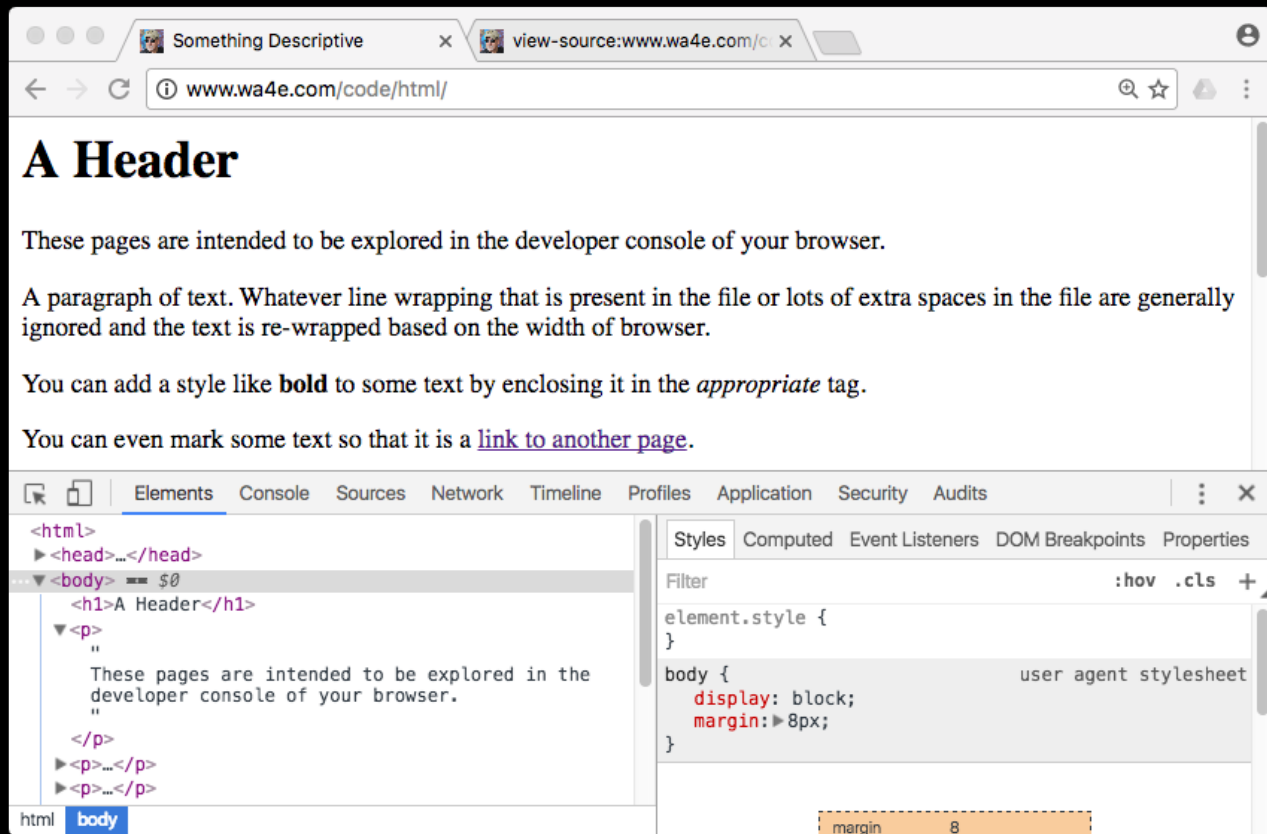 Something Descriptive
view-source:www.wa4e.com/c
www.wa4e.com/code/html/
A Header
These pages are intended to be explored in the developer console of your browser.
A paragraph of text. Whatever line wrapping that is present in the file or lots of extra spaces in the file are generally
ignored and the text is re-wrapped based on the width of browser.
You can add a style like bold to some text by enclosing it in the appropriate tag.
You can even mark some text so that it is a link to another page.
Elements Console Sources Network Timeline Profiles Application Security Audits
<html>
▶<head>…</head>
…▼<body> == $0
<h1>A Header</h1>
▼<p>
"
These pages are intended to be explored in the
developer console of your browser.
"
</p>
▶<p>…</p>
▶<p>…</p>
html body
Styles Computed Event Listeners DOM Breakpoints Properties
Filter :hov .cls +
element.style {
}
body { user agent stylesheet
display: block;
margin:▶8px;
}
margin 8